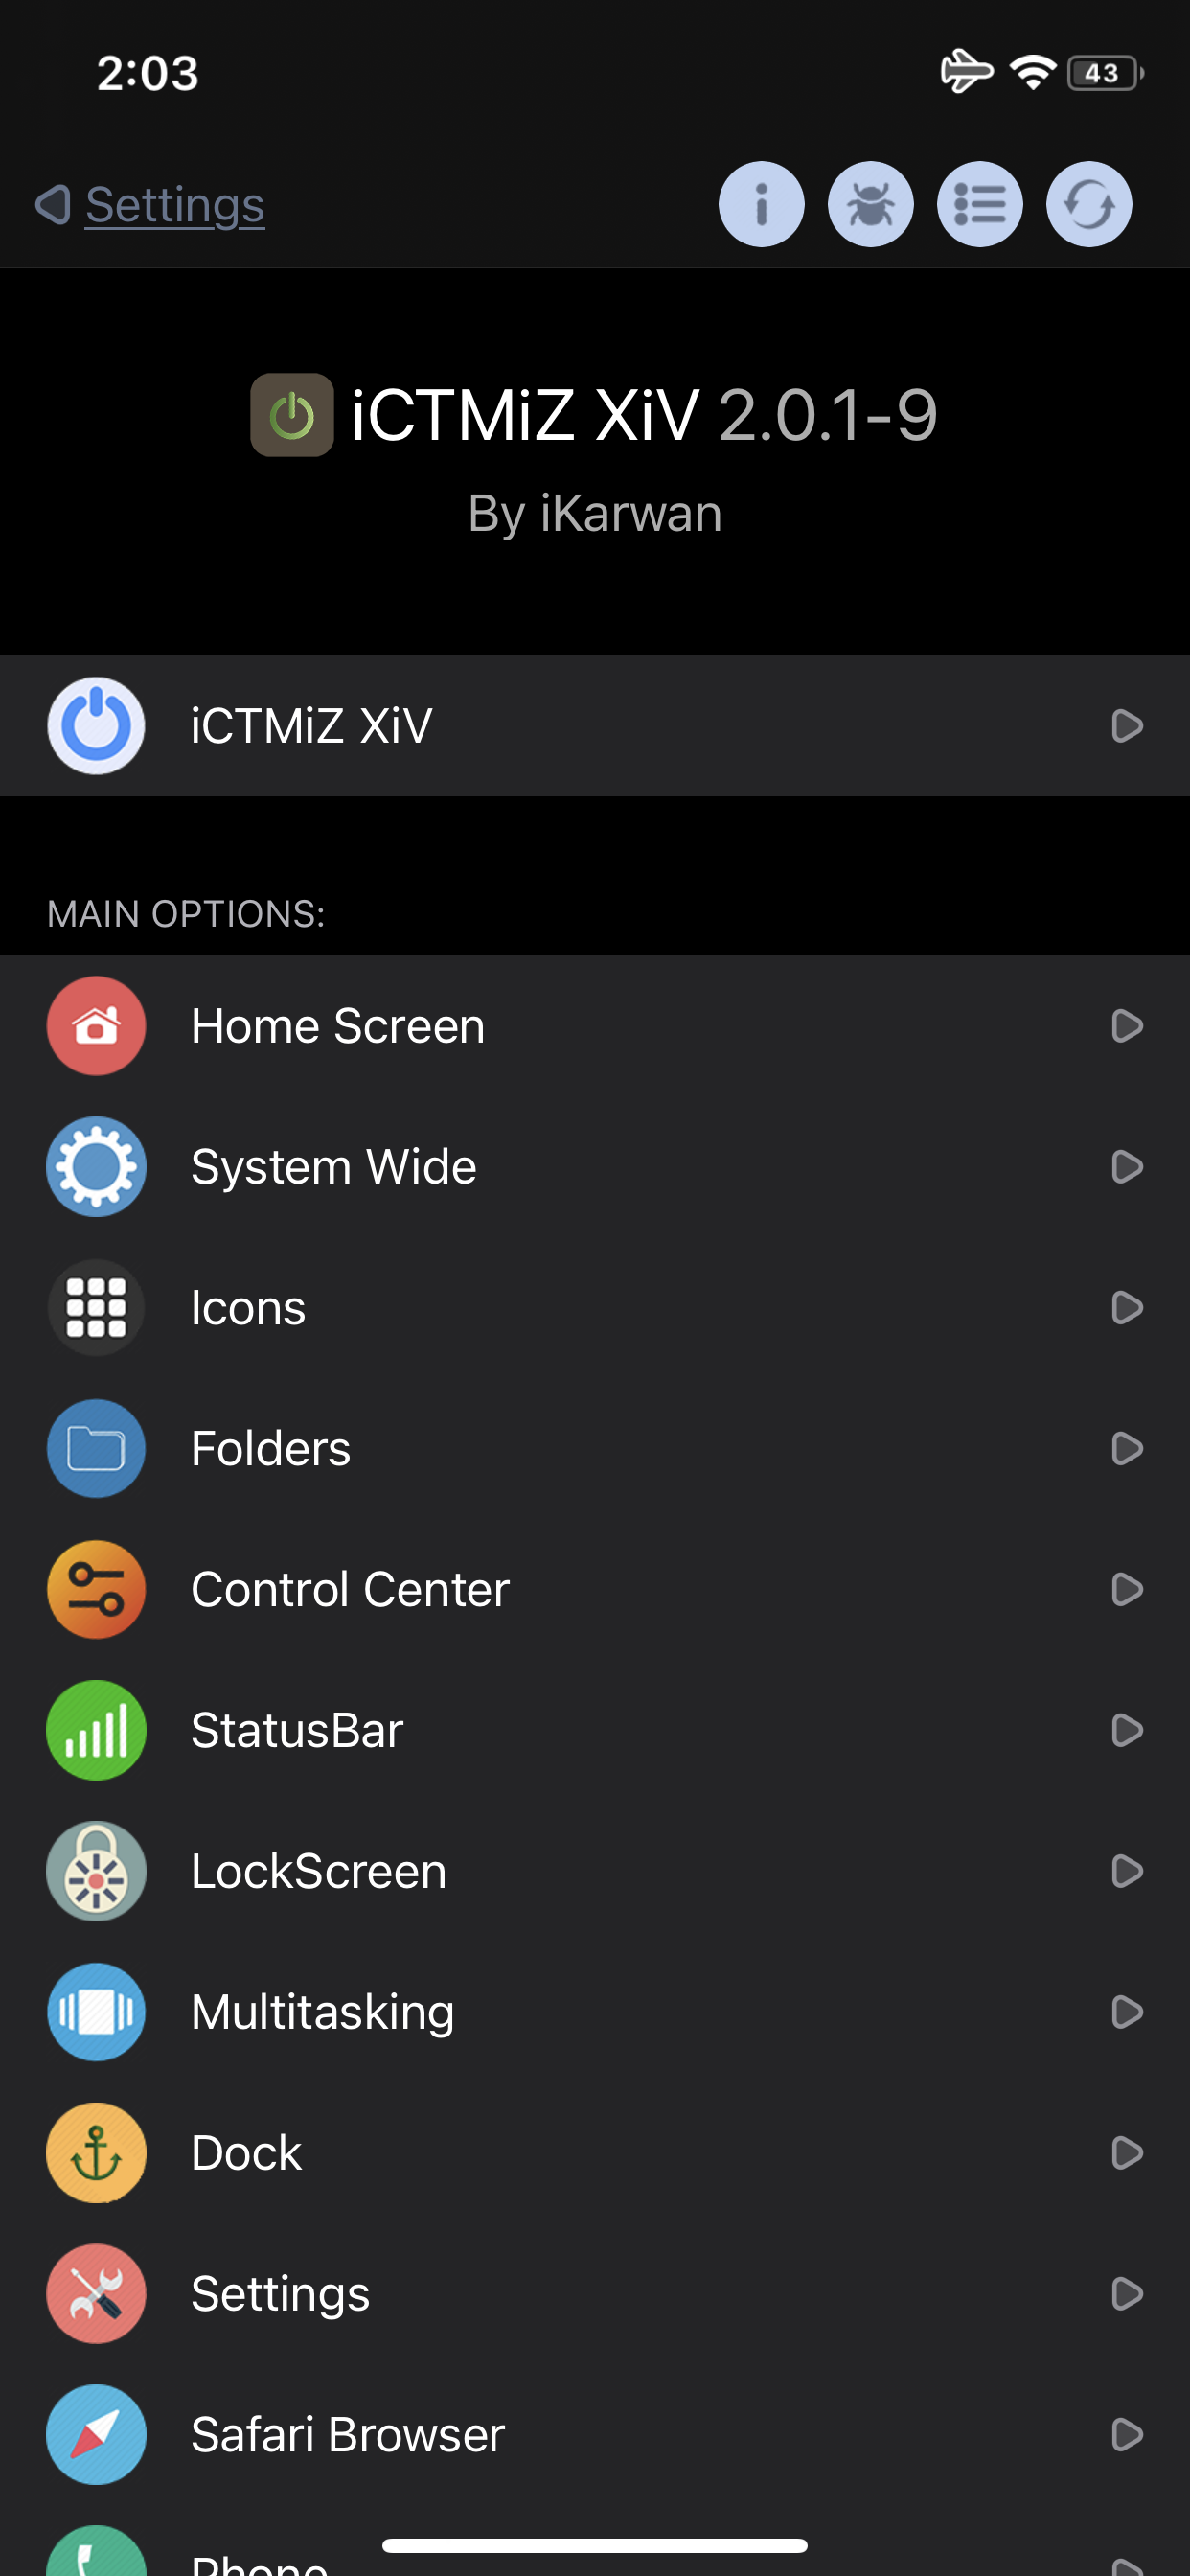 2:03
43
Settings
iCTMiZ XiV 2.0.1-9
By iKarwan
iCTMiZ XiV
MAIN OPTIONS:
Home Screen
System Wide
Icons
Folders
Control Center
StatusBar
LockScreen
Multitasking
Dock
Settings
Safari Browser
Phone